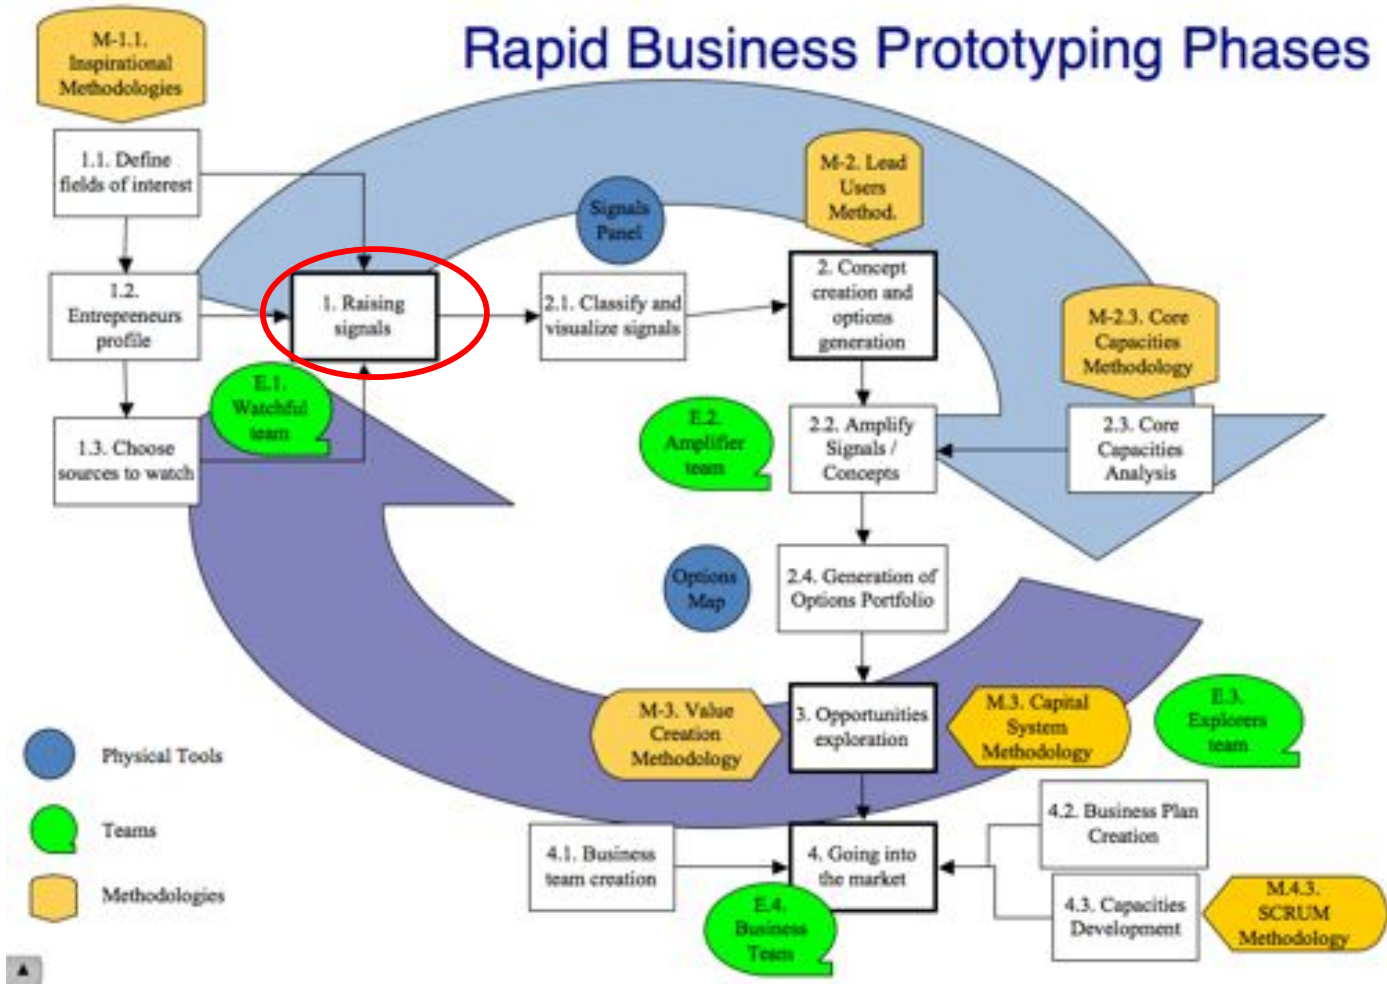 Rapid Business Prototyping Phases
M-1.1.
Inspirational
Methodologies
1.1. Define
fields of interest
1.2.
Entrepreneurs
profile
1.3. Choose
sources to watch
1. Raising
signals
E.1.
Watchful
team
Signals
Panel
2.1. Classify and
visualize signals
M-2. Lead
Users
Method.
2. Concept
creation and
options
generation
M-2.3. Core
Capacities
Methodology
E.2.
Amplifier
team
2.2. Amplify
Signals /
Concepts
2.3. Core
Capacities
Analysis
Options
Map
2.4. Generation of
Options Portfolio
M-3. Value
Creation
Methodology
3. Opportunities
exploration
M.3. Capital
System
Methodology
E.3.
Explorers
team
4.1. Business
team creation
4. Going into
the market
E.4.
Business
Team
4.2. Business Plan
Creation
4.3. Capacities
Development
M.4.3.
SCRUM
Methodology
Physical Tools
Teams
Methodologies